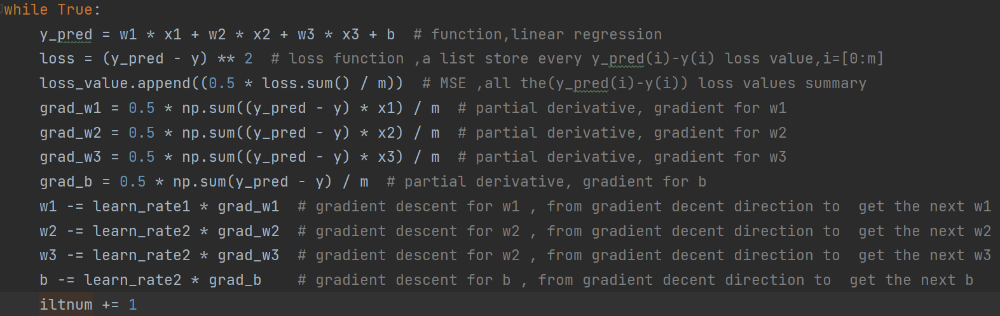 while True:
    y_pred = w1 * x1 + w2 * x2 + w3 * x3 + b  # function,linear regression
    loss = (y_pred - y) ** 2  # loss function ,a list store every y_pred(i)-y(i) loss value,i=[0:m]
    loss_value.append((0.5 * loss.sum() / m))  # MSE ,all the(y_pred(i)-y(i)) loss values summary
    grad_w1 = 0.5 * np.sum((y_pred - y) * x1) / m  # partial derivative, gradient for w1
    grad_w2 = 0.5 * np.sum((y_pred - y) * x2) / m  # partial derivative, gradient for w2
    grad_w3 = 0.5 * np.sum((y_pred - y) * x3) / m  # partial derivative, gradient for w3
    grad_b = 0.5 * np.sum(y_pred - y) / m  # partial derivative, gradient for b
    w1 -= learn_rate1 * grad_w1  # gradient descent for w1 , from gradient decent direction to  get the next w1
    w2 -= learn_rate2 * grad_w2  # gradient descent for w2 , from gradient decent direction to  get the next w2
    w3 -= learn_rate2 * grad_w3  # gradient descent for w2 , from gradient decent direction to  get the next w3
    b -= learn_rate2 * grad_b    # gradient descent for b , from gradient decent direction to  get the next b
    iltnum += 1